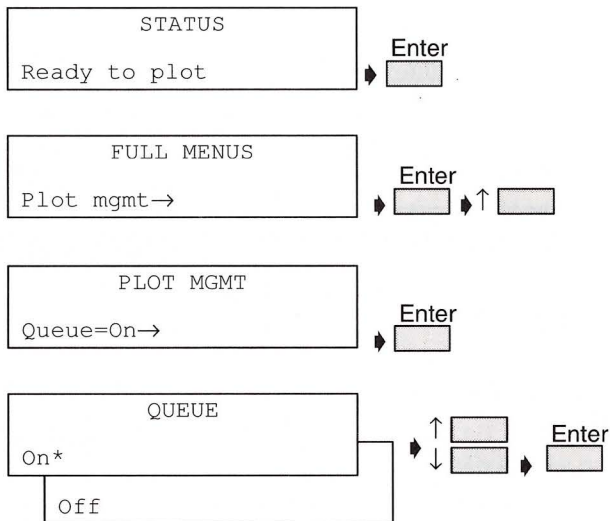 STATUS
Ready to plot
Enter
FULL MENUS
Plot mgmt→
Enter
↑
PLOT MGMT
Queue=On→
Enter
QUEUE
On*
↑
↓
Enter
Off